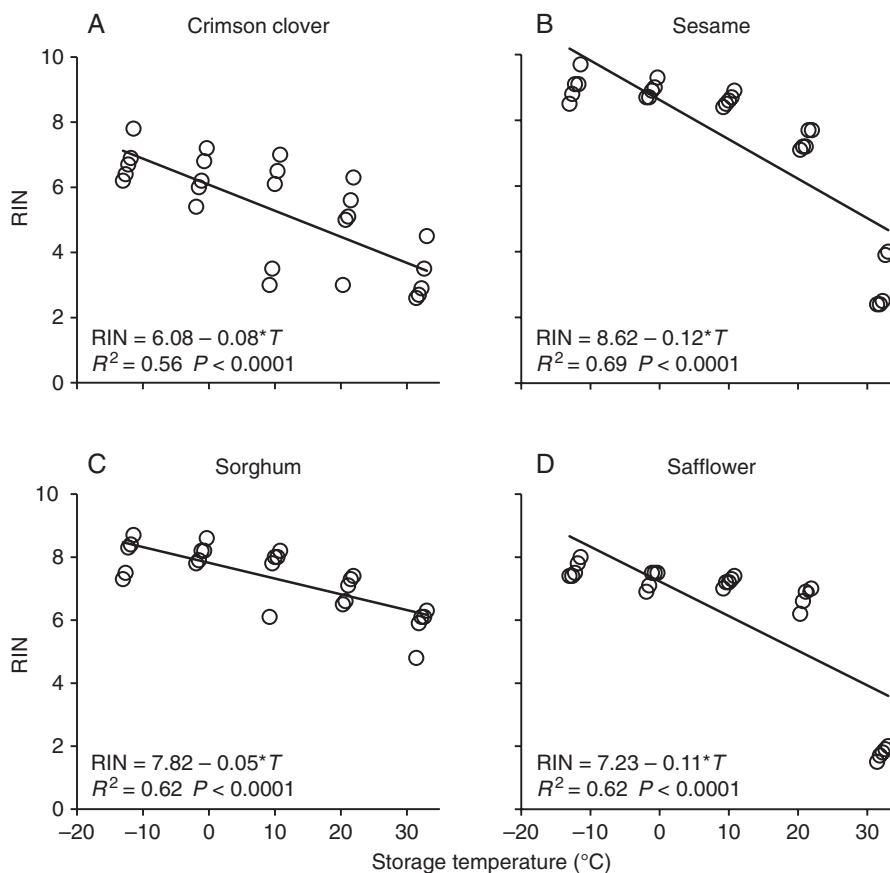 A Crimson clover
B Sesame
10
8
6
4
2
0
RIN
RIN = 6.08 – 0.08*T
R² = 0.56 P < 0.0001
RIN = 8.62 – 0.12*T
R² = 0.69 P < 0.0001
C Sorghum
D Safflower
10
8
6
4
2
0
RIN
RIN = 7.82 – 0.05*T
R² = 0.62 P < 0.0001
RIN = 7.23 – 0.11*T
R² = 0.62 P < 0.0001
–20 –10 0 10 20 30
–20 –10 0 10 20 30
Storage temperature (°C)